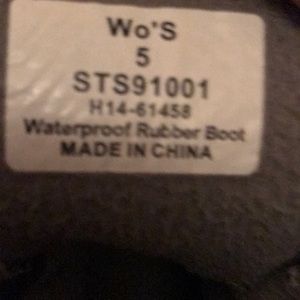 Wo'S
5
STS91001
H14-61458
Waterproof Rubber Boot
MADE IN CHINA